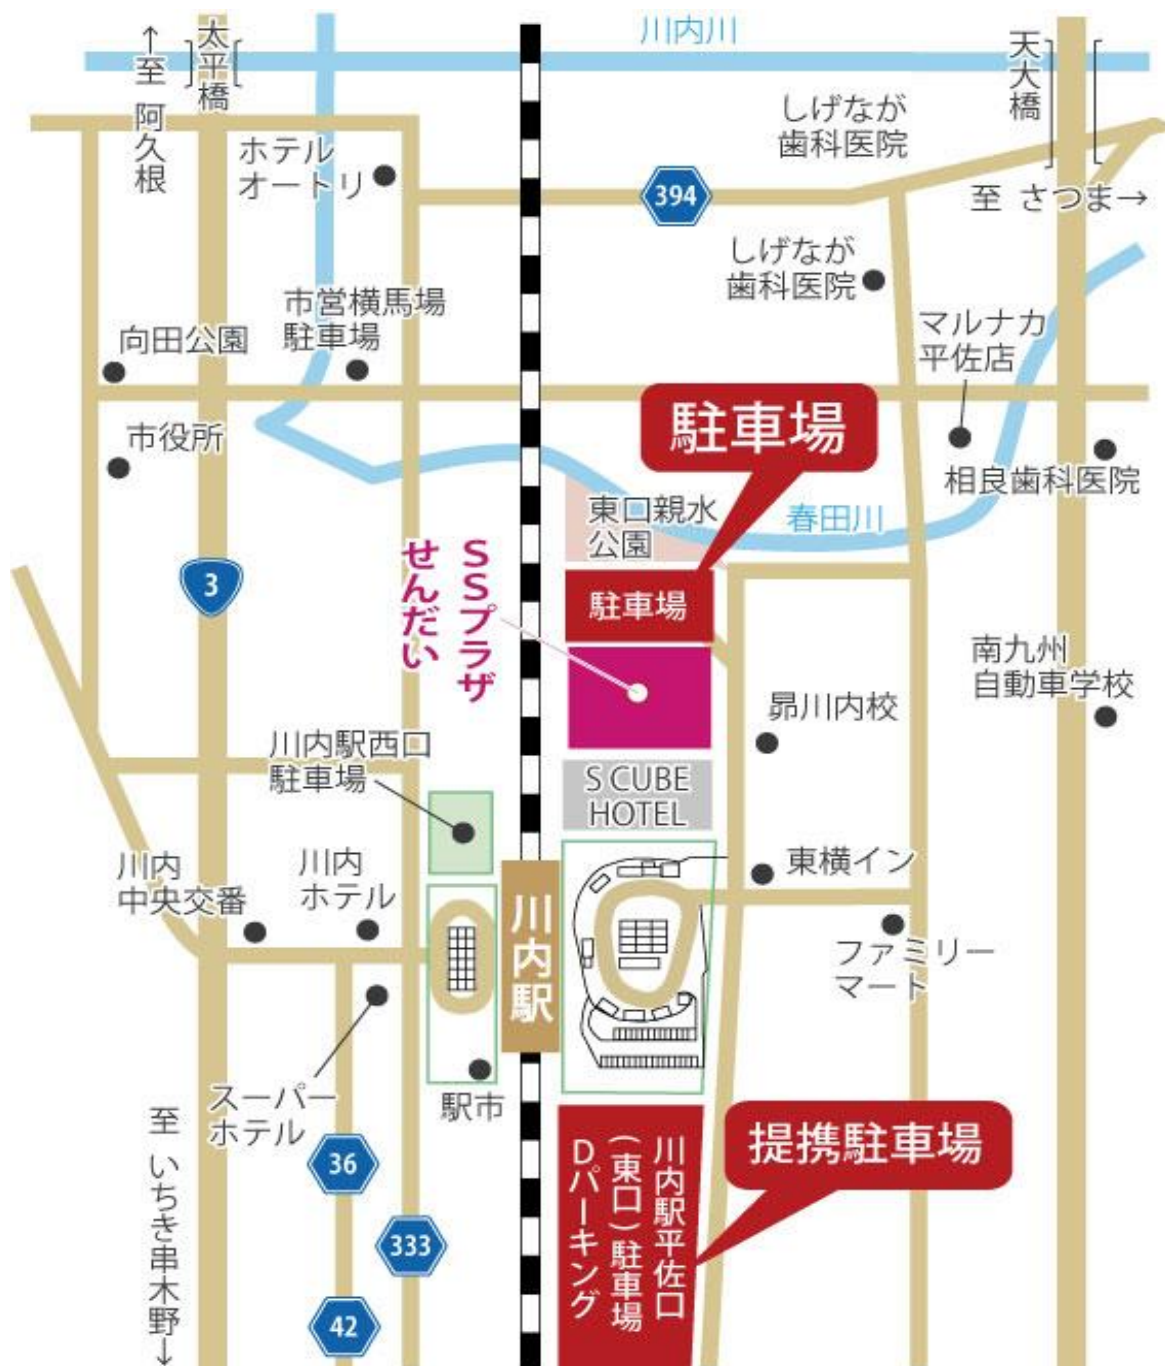 川内川
太平橋
天大橋
←至 阿久根
しげなが
歯科医院
ホテル
オートリ
394
至 さつま→
しげなが
歯科医院
市営横馬場
駐車場
マルナカ
平佐店
向田公園
駐車場
市役所
相良歯科医院
東口親水
公園
春田川
SSプラザ
せんだい
3
駐車場
南九州
自動車学校
昴川内校
川内駅西口
駐車場
S CUBE
HOTEL
川内
中央交番
川内
ホテル
東横イン
川内駅
ファミリー
マート
スーパー
ホテル
駅市
至 いちき串木野→
36
提携駐車場
川内駅平佐口
(東口)駐車場
Dパーキング
333
42